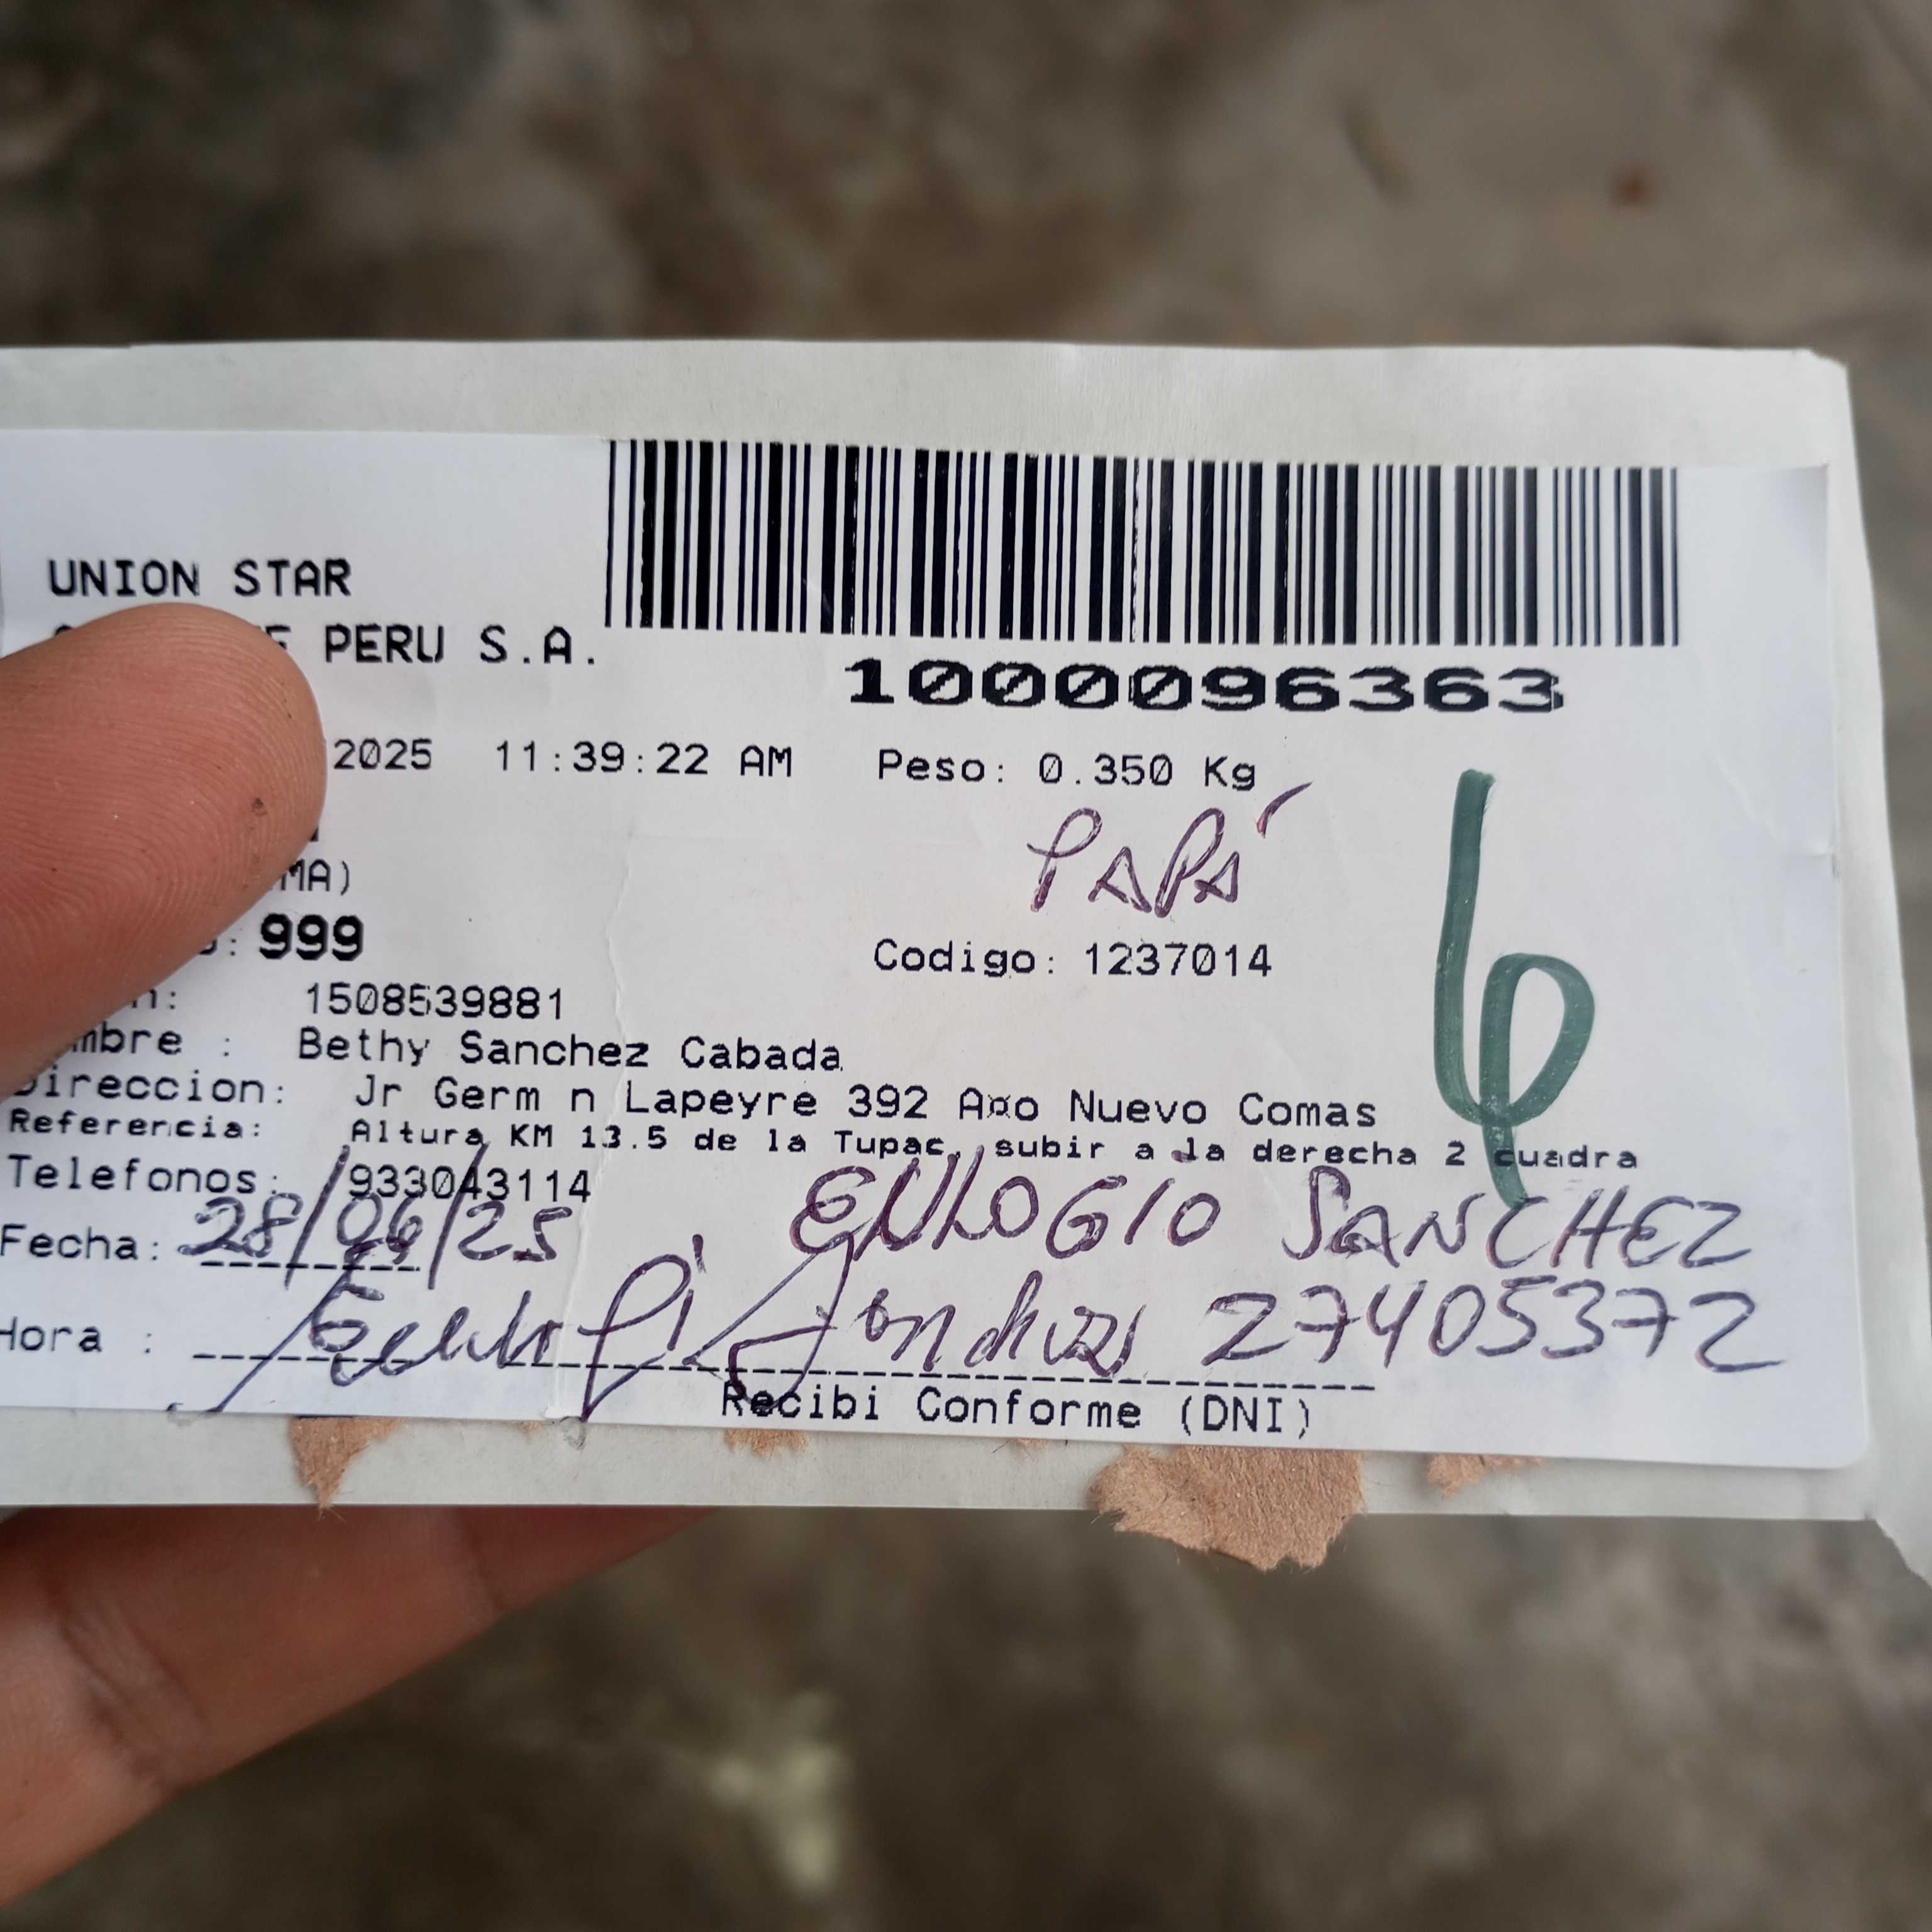 UNION STAR
PERU S.A.
1000096363
2025 11:39:22 AM Peso: 0.350 Kg
PAPÁ
MA)
: 999
Codigo: 1237014
6
n: 1508539881
mbre : Bethy Sanchez Cabada
Direccion: Jr Germ n Lapeyre 392 A¤o Nuevo Comas
Referencia: Altura KM 13.5 de la Tupac, subir a la derecha 2 cuadra
Telefonos: 933043114
ENLOGIO SANCHEZ
Fecha: 28/06/25
Hora : 27405372
Recibi Conforme (DNI)